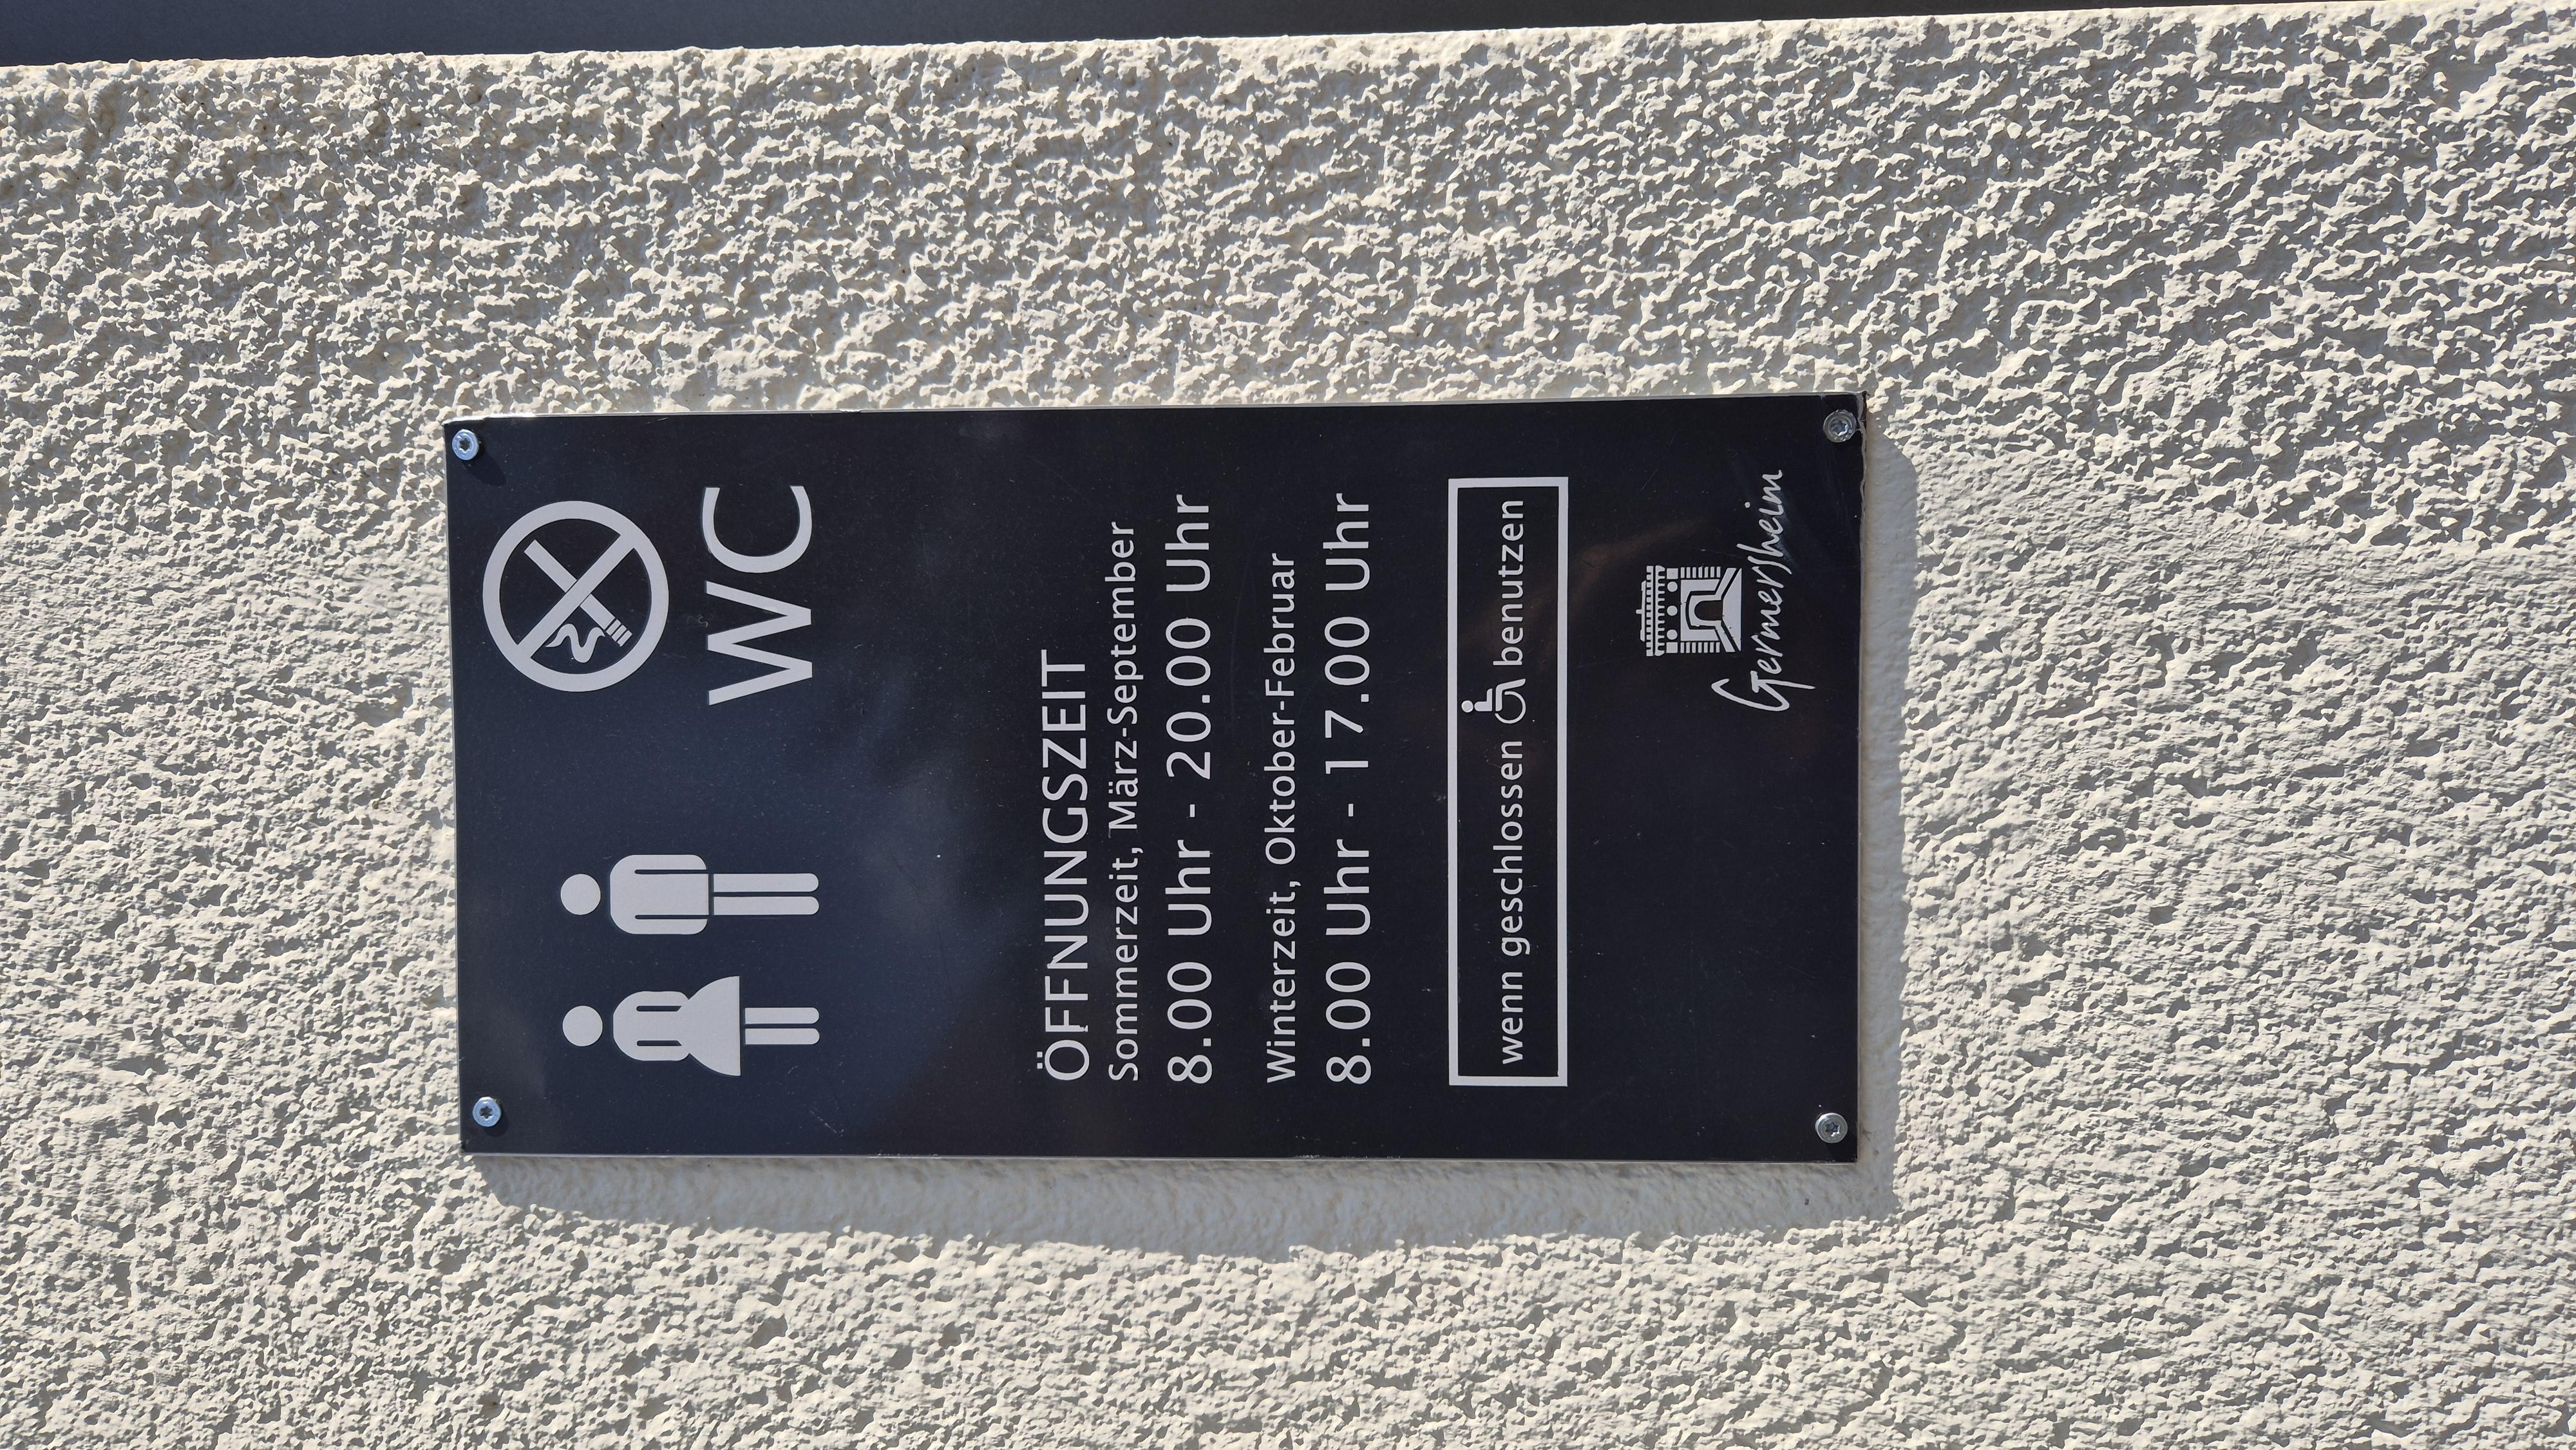 WC
ÖFFNUNGSZEIT
Sommerzeit, März-September
8.00 Uhr - 20.00 Uhr
Winterzeit, Oktober-Februar
8.00 Uhr - 17.00 Uhr
wenn geschlossen benutzen
Germersheim